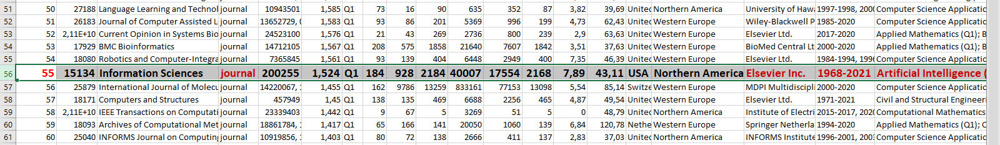 51 50 27188 Language Learning and Technol journal 10943501 1,585 Q1 73 16 90 635 352 87 3,82 39,69 Unitec Northern America University of Haw 1997-1998, 200 Computer Science Applicatio
52 51 26183 Journal of Computer Assisted L journal 13652729, 1,583 Q1 93 86 201 5369 996 199 4,73 62,43 Unitec Western Europe Wiley-Blackwell P 1985-2020 Computer Science Applicatio
53 52 2,11E+10 Current Opinion in Systems Bio journal 24523100 1,576 Q1 21 43 69 2736 800 239 2,9 63,63 Unitec Western Europe Elsevier Ltd. 2017-2020 Applied Mathematics (Q1); B
54 53 17929 BMC Bioinformatics journal 14712105 1,567 Q1 208 575 1858 21640 7607 1842 3,51 37,63 Unitec Western Europe BioMed Central Lt 2000-2020 Applied Mathematics (Q1); B
55 54 18080 Robotics and Computer-Integra journal 7365845 1,561 Q1 93 139 404 6448 2949 400 7,35 46,39 Unitec Western Europe Elsevier Ltd. 1984-1994, 199 Computer Science Applicatio
56 55 15134 Information Sciences journal 200255 1,524 Q1 184 928 2184 40007 17554 2168 7,89 43,11 USA Northern America Elsevier Inc. 1968-2021 Artificial Intelligence (
57 56 25879 International Journal of Molecu journal 14220067, 1,455 Q1 162 9786 13259 833161 77153 13098 5,54 85,14 Switze Western Europe MDPI Multidiscipli 2000-2020 Computer Science Applicatio
58 57 18171 Computers and Structures journal 457949 1,45 Q1 138 135 469 6688 2256 465 4,87 49,54 Unitec Western Europe Elsevier Ltd. 1971-2021 Civil and Structural Engineeri
59 58 2,11E+10 IEEE Transactions on Computati journal 23339403 1,442 Q1 9 67 5 3269 51 5 0 48,79 Unitec Northern America Institute of Electri 2015-2017, 202 Computational Mathematics
60 59 18093 Archives of Computational Met journal 18861784, 1,417 Q1 65 166 141 20050 1060 139 6,84 120,78 Nethe Western Europe Springer Netherla 1994-2020 Applied Mathematics (Q1); C
61 60 25040 INFORMS Journal on Computin journal 10919856, 1,403 Q1 80 72 138 2666 411 137 2,83 37,03 Unitec Northern America INFORMS Institute 1996-2001, 200 Computer Science Applicatio